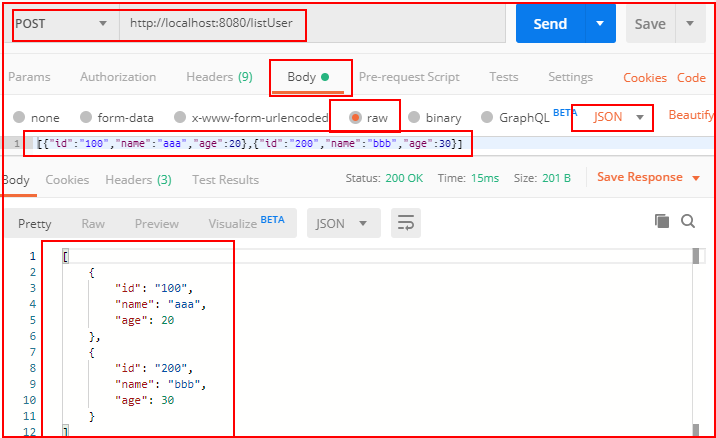 POST http://localhost:8080/listUser Send Save
Params Authorization Headers (9) Body Pre-request Script Tests Settings Cookies Code
none form-data x-www-form-urlencoded raw binary GraphQL BETA JSON Beautify
1 [{"id":"100","name":"aaa","age":20},{"id":"200","name":"bbb","age":30}]
Body Cookies Headers (3) Test Results Status: 200 OK Time: 15ms Size: 201 B Save Response
Pretty Raw Preview Visualize BETA JSON
1 [
2 {
3 "id": "100",
4 "name": "aaa",
5 "age": 20
6 },
7 {
8 "id": "200",
9 "name": "bbb",
10 "age": 30
11 }
12 ]